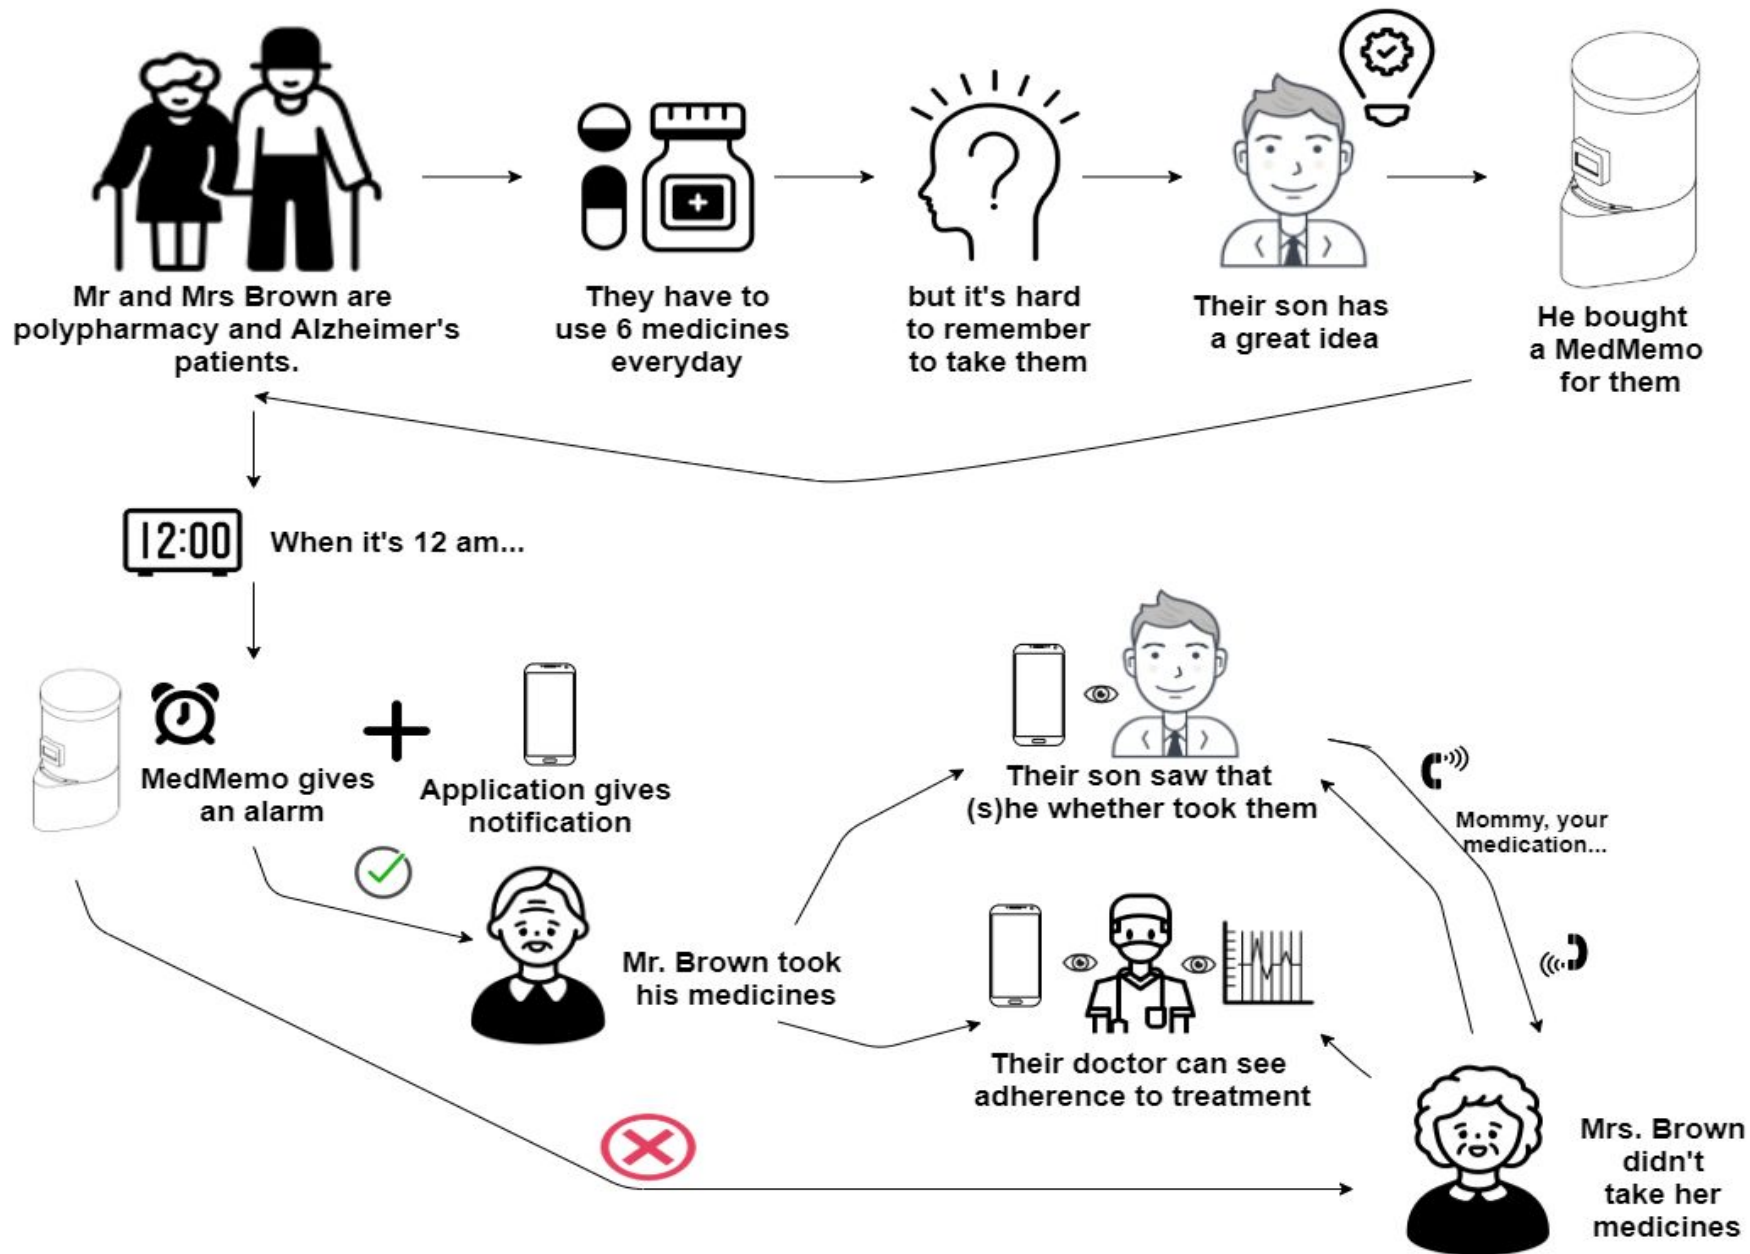 Mr and Mrs Brown are
polypharmacy and Alzheimer's
patients.
They have to
use 6 medicines
everyday
but it's hard
to remember
to take them
Their son has
a great idea
He bought
a MedMemo
for them
12:00
When it's 12 am...
MedMemo gives
an alarm
Application gives
notification
Their son saw that
(s)he whether took them
Mommy, your
medication...
Mr. Brown took
his medicines
Their doctor can see
adherence to treatment
Mrs. Brown
didn't
take her
medicines